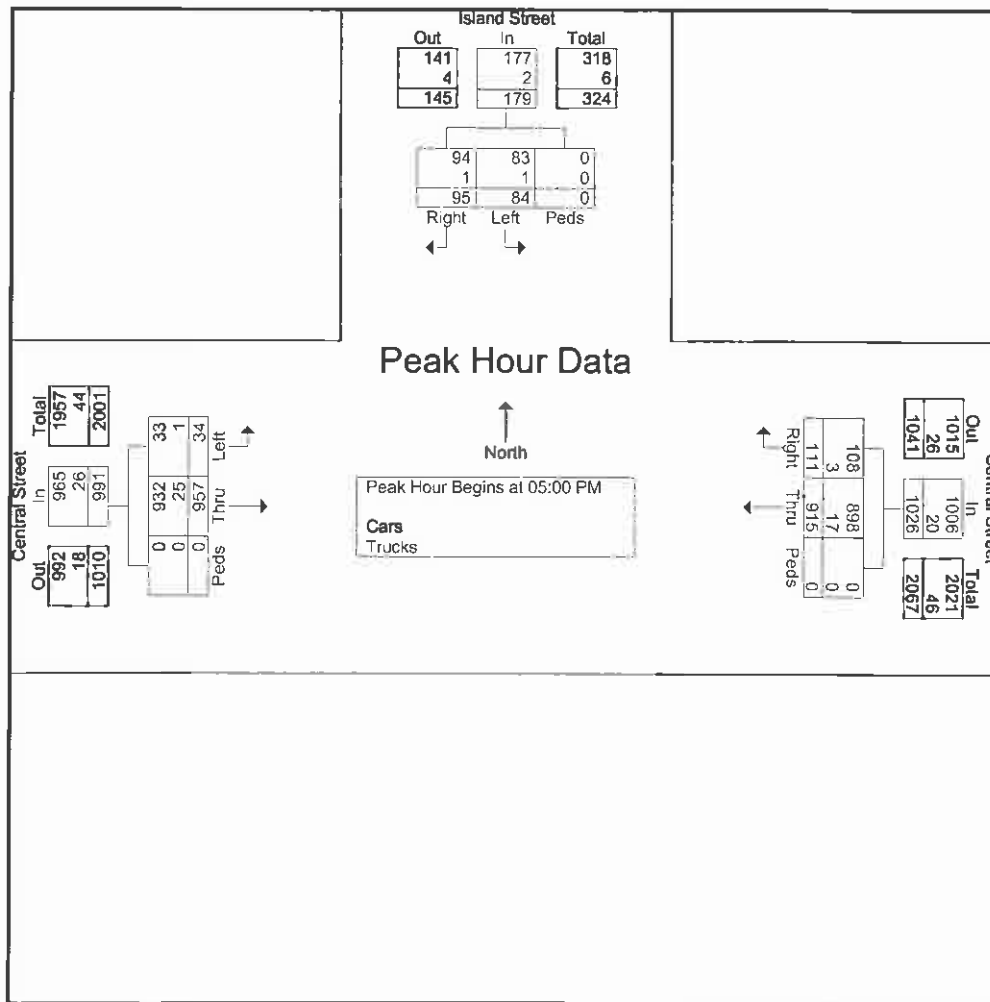 Island Street
Out In Total
141 177 318
4 2 6
145 179 324
94 83 0
1 1 0
95 84 0
Right Left Peds
Peak Hour Data
North
Peak Hour Begins at 05:00 PM
Cars
Trucks
Central Street
Out In Total
992 965 1957
18 26 44
1010 991 2001
Peds Thru Left
0 932 33
0 25 1
0 957 34
Central Street
Out In Total
1015 1006 2021
26 20 46
1041 1026 2067
108 898 0
3 17 0
111 915 0
Right Thru Peds